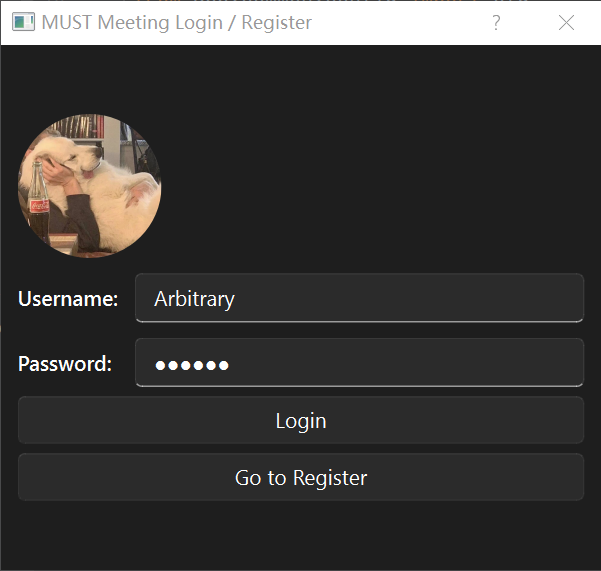 MUST Meeting Login / Register
Username:
Arbitrary
Password:
●●●●●●
Login
Go to Register